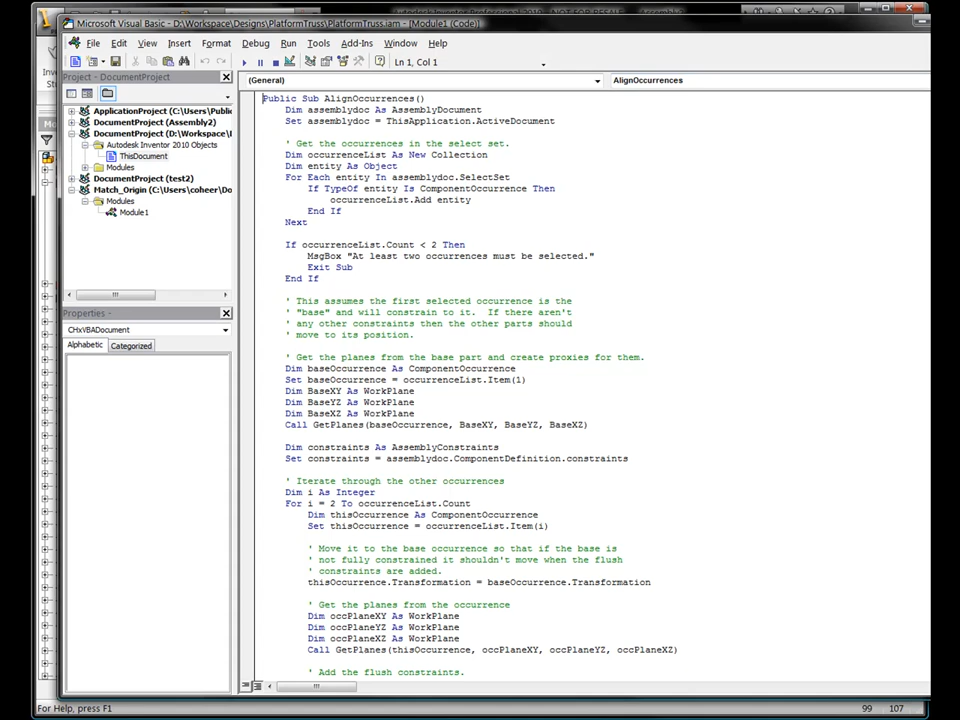 Microsoft Visual Basic - D:\Workspace\Designs\PlatformTruss\PlatformTruss.iam - [Module1 (Code)]
File Edit View Insert Format Debug Run Tools Add-Ins Window Help
Ln 1, Col 1
Project - DocumentProject
(General)
AlignOccurrences
ApplicationProject (C:\Users\Public
DocumentProject (Assembly2)
DocumentProject (D:\Workspace\
Autodesk Inventor 2010 Objects
ThisDocument
Modules
DocumentProject (test2)
Match_Origin (C:\Users\coheer\Do
Modules
Module1
Properties -
CHxVBADocument
Alphabetic Categorized
Public Sub AlignOccurrences()
Dim assemblydoc As AssemblyDocument
Set assemblydoc = ThisApplication.ActiveDocument
' Get the occurrences in the select set.
Dim occurrenceList As New Collection
Dim entity As Object
For Each entity In assemblydoc.SelectSet
If TypeOf entity Is ComponentOccurrence Then
occurrenceList.Add entity
End If
Next
If occurrenceList.Count < 2 Then
MsgBox "At least two occurrences must be selected."
Exit Sub
End If
' This assumes the first selected occurrence is the
' "base" and will constrain to it.  If there aren't
' any other constraints then the other parts should
' move to its position.
' Get the planes from the base part and create proxies for them.
Dim baseOccurrence As ComponentOccurrence
Set baseOccurrence = occurrenceList.Item(1)
Dim BaseXY As WorkPlane
Dim BaseYZ As WorkPlane
Dim BaseXZ As WorkPlane
Call GetPlanes(baseOccurrence, BaseXY, BaseYZ, BaseXZ)
Dim constraints As AssemblyConstraints
Set constraints = assemblydoc.ComponentDefinition.constraints
' Iterate through the other occurrences
Dim i As Integer
For i = 2 To occurrenceList.Count
Dim thisOccurrence As ComponentOccurrence
Set thisOccurrence = occurrenceList.Item(i)
' Move it to the base occurrence so that if the base is
' not fully constrained it shouldn't move when the flush
' constraints are added.
thisOccurrence.Transformation = baseOccurrence.Transformation
' Get the planes from the occurrence
Dim occPlaneXY As WorkPlane
Dim occPlaneYZ As WorkPlane
Dim occPlaneXZ As WorkPlane
Call GetPlanes(thisOccurrence, occPlaneXY, occPlaneYZ, occPlaneXZ)
' Add the flush constraints.
For Help, press F1
99 107